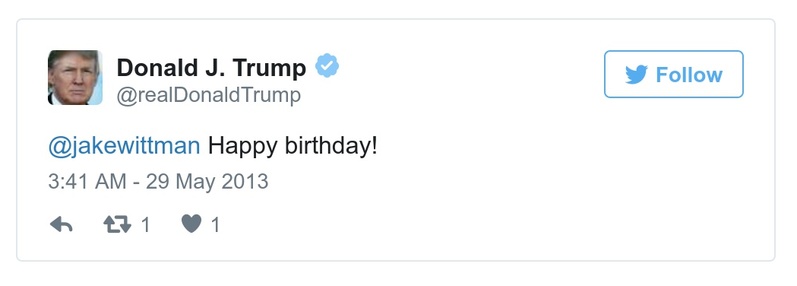 Donald J. Trump
@realDonaldTrump
Follow
@jakewittman Happy birthday!
3:41 AM - 29 May 2013
1 1